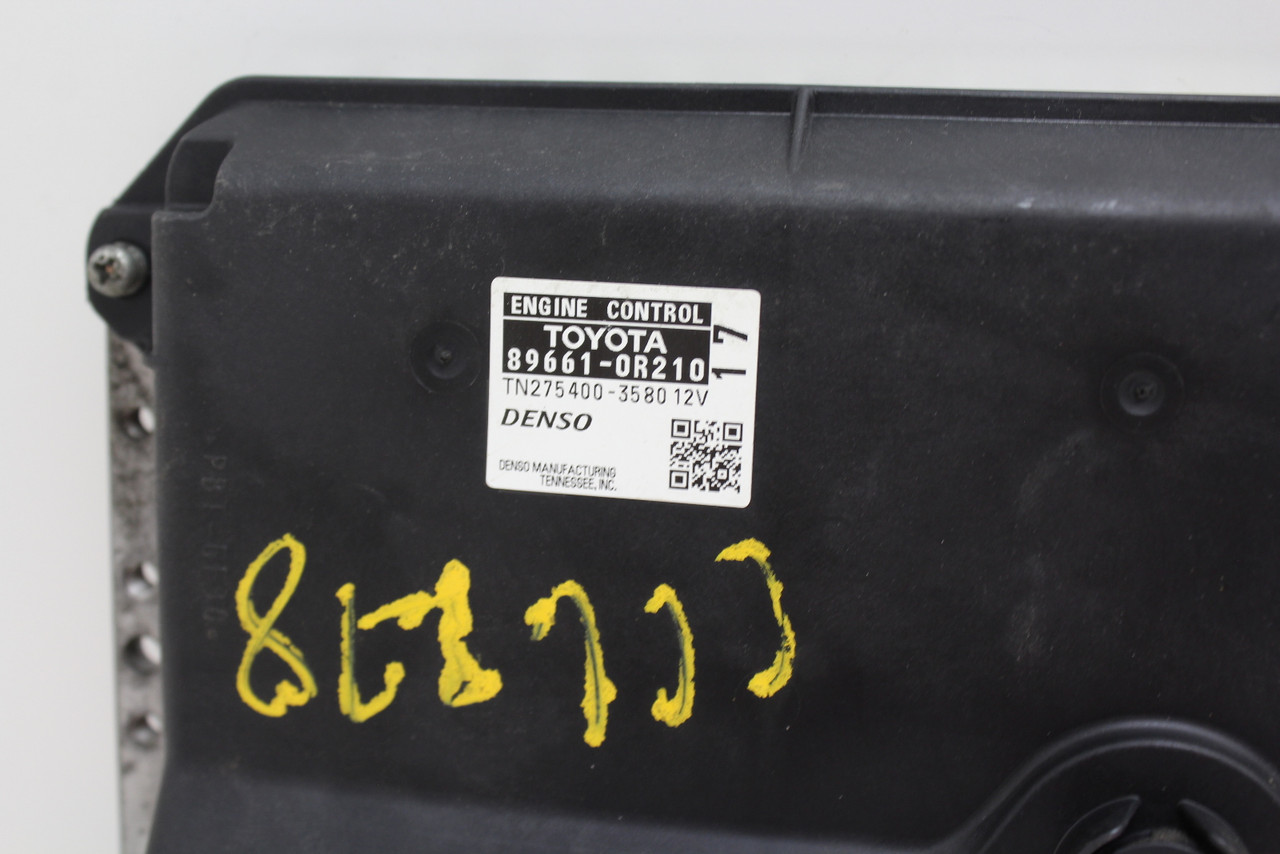 ENGINE CONTROL
TOYOTA
89661-0R210
17
TN275400-3580 12V
DENSO
DENSO MANUFACTURING
TENNESSEE, INC.